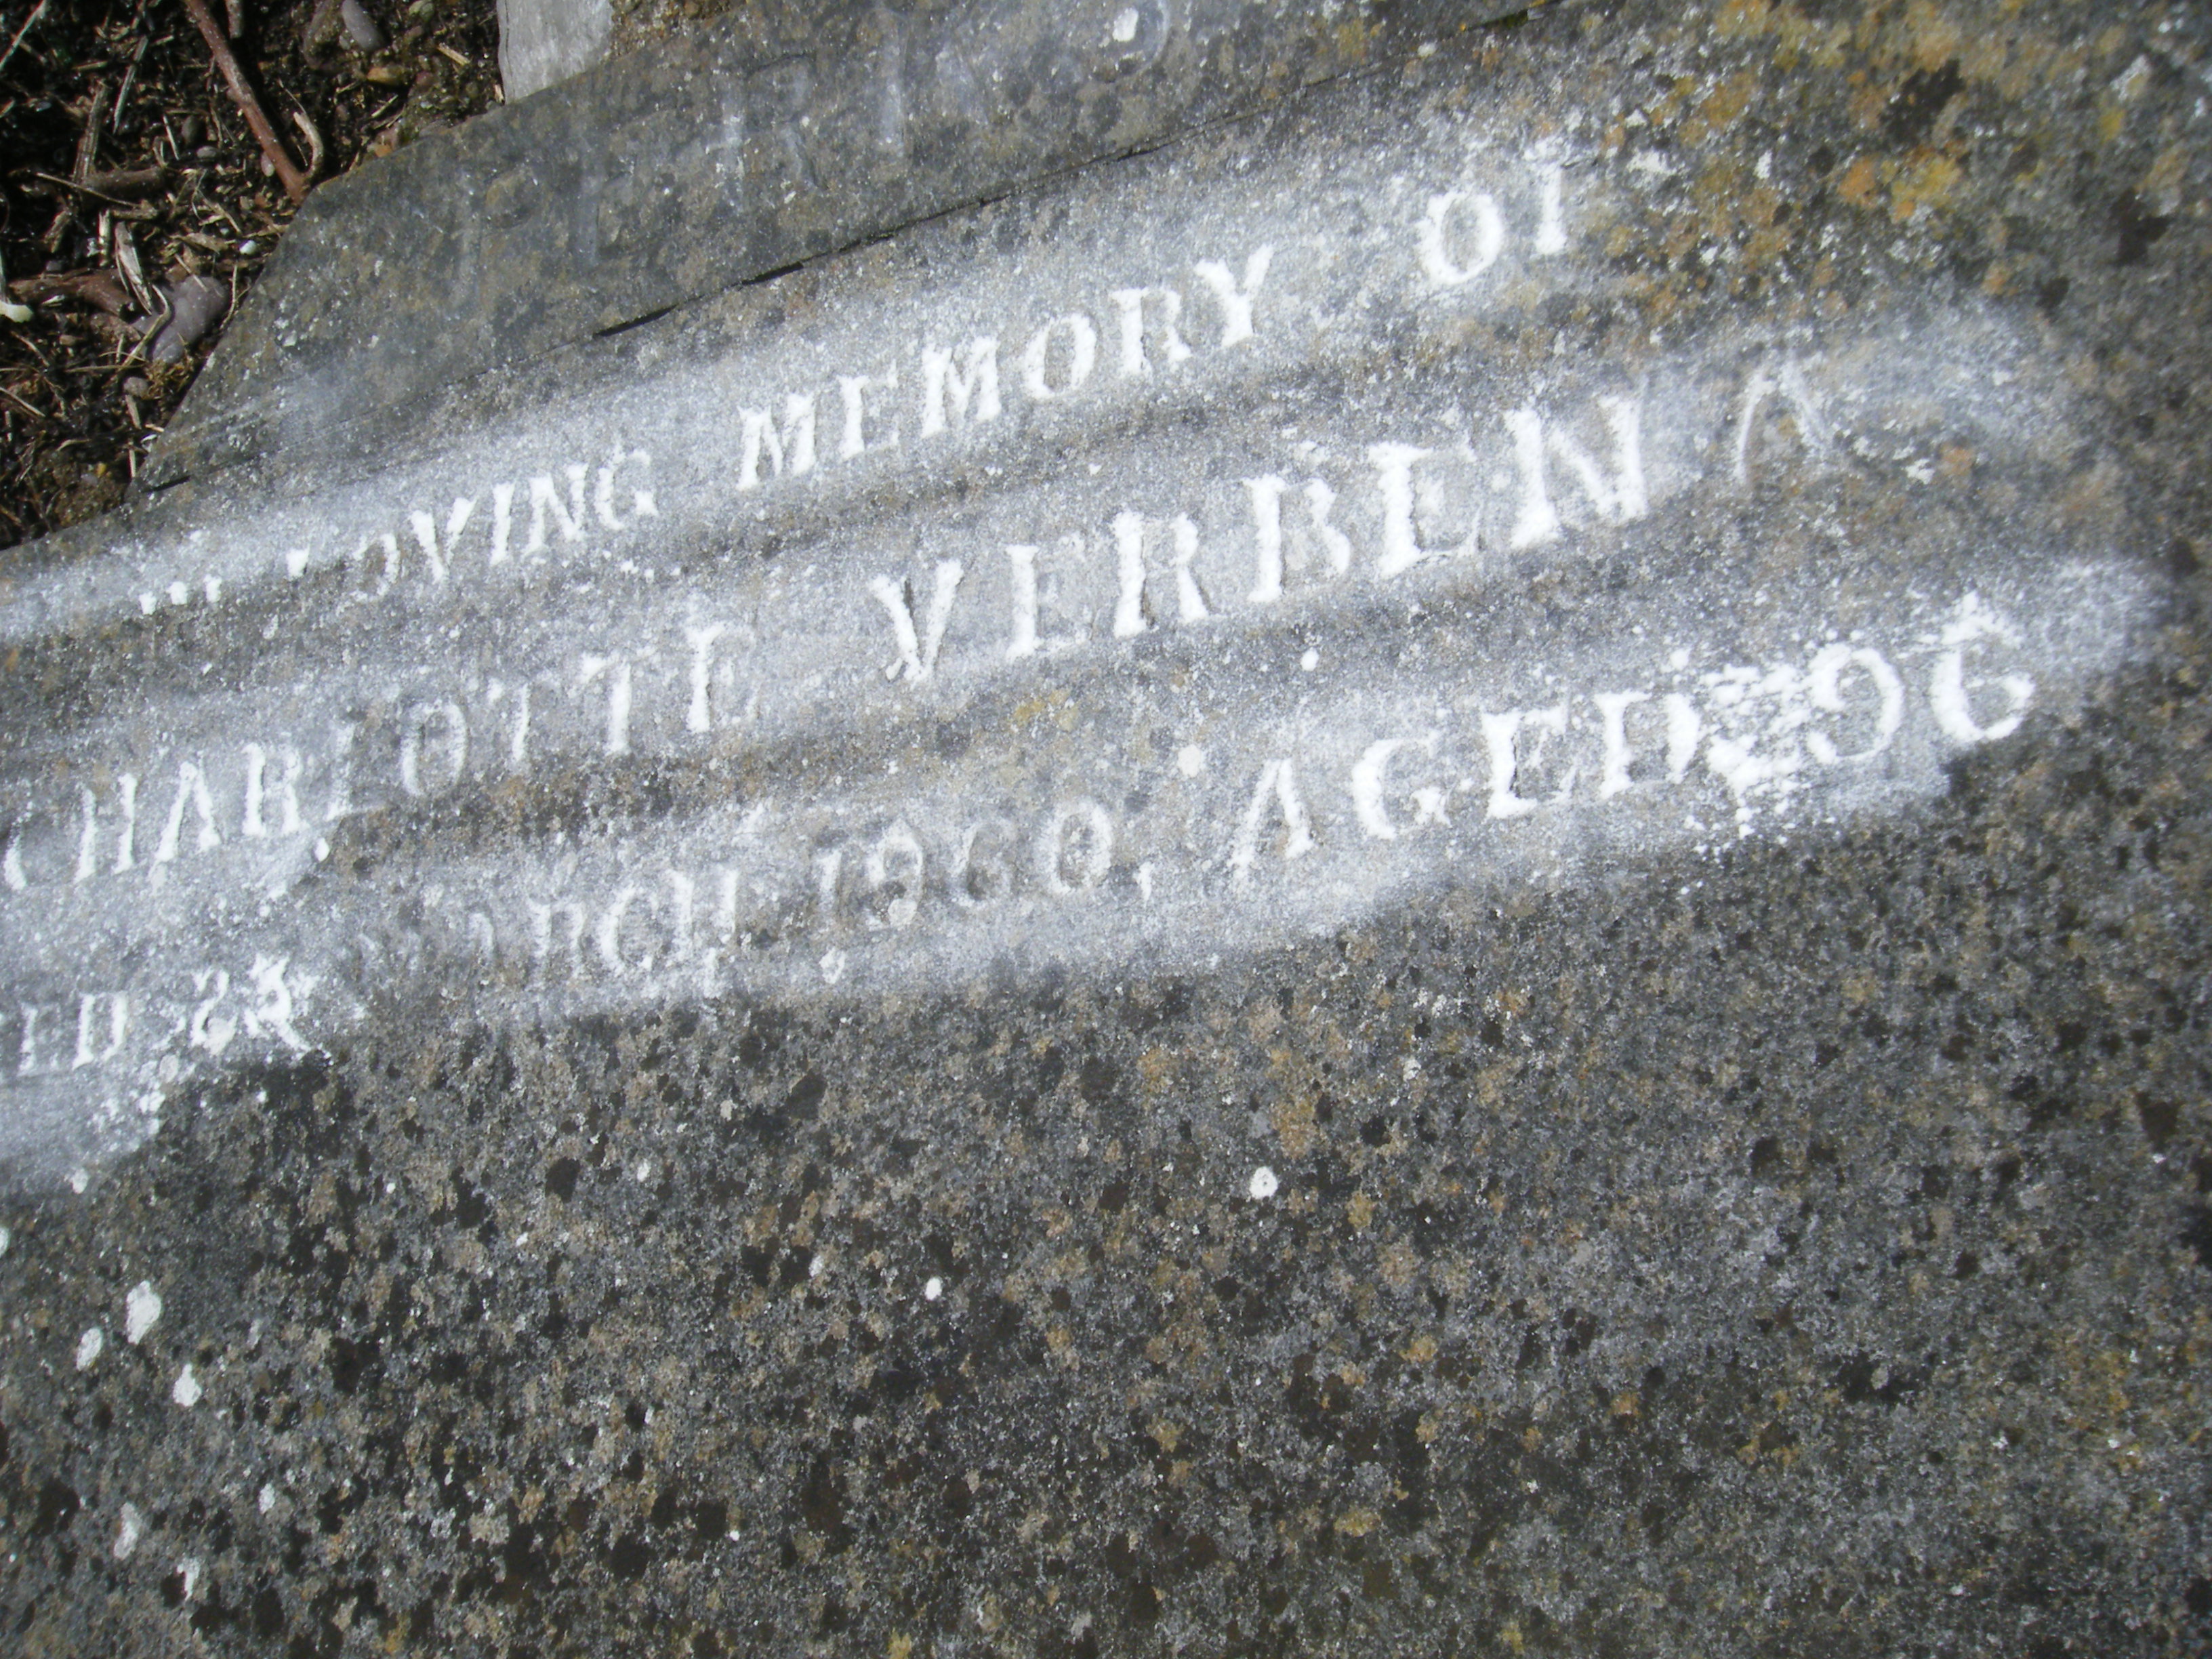 LOVING MEMORY OF
CHARLOTTE VERBENA
MARCH 1960, AGED 96